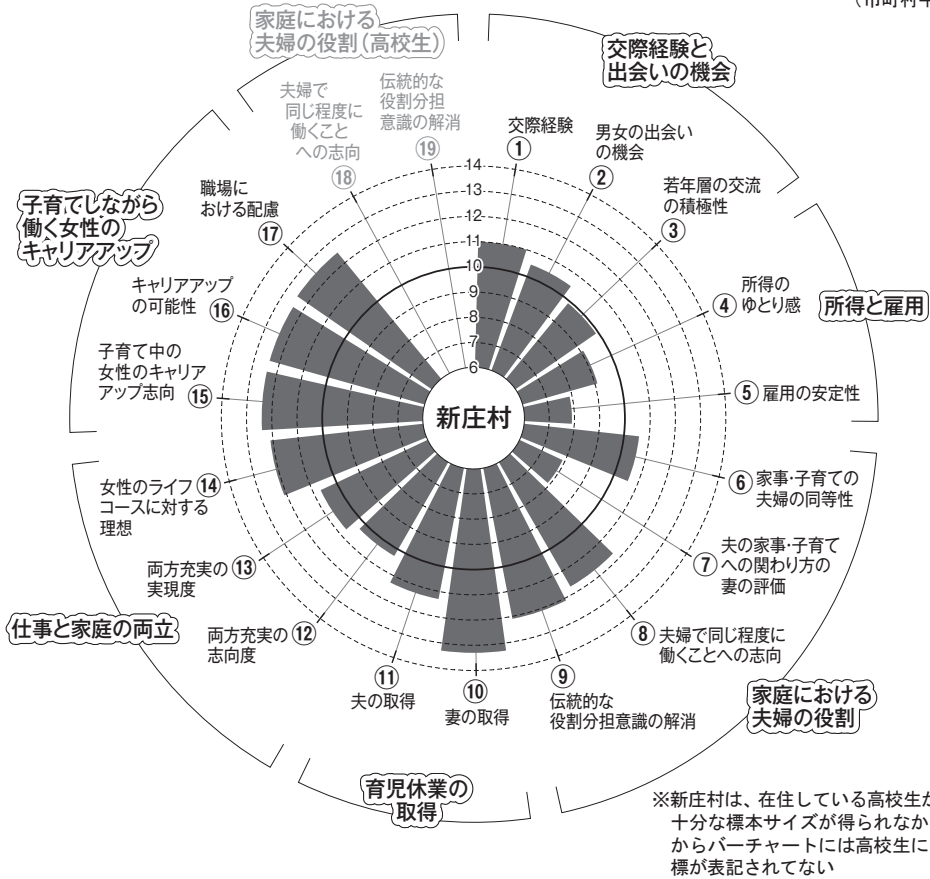 （市町村単
家庭における
夫婦の役割（高校生）
交際経験と
出会いの機会
夫婦で
同じ程度に
働くこと
への志向
⑱
伝統的な
役割分担
意識の解消
⑲
交際経験
①
男女の出会い
の機会
②
若年層の交流
の積極性
③
所得の
ゆとり感
④
所得と雇用
⑤ 雇用の安定性
⑥ 家事・子育ての
夫婦の同等性
夫の家事・子育て
⑦ への関わり方の
妻の評価
⑧ 夫婦で同じ程度に
働くことへの志向
家庭における
夫婦の役割
⑨
伝統的な
役割分担意識の解消
⑩
妻の取得
⑪
夫の取得
育児休業の
取得
両方充実の ⑫
志向度
両方充実の ⑬
実現度
仕事と家庭の両立
女性のライフ ⑭
コースに対する
理想
子育て中の
女性のキャリア
アップ志向 ⑮
キャリアアップ
の可能性 ⑯
職場に
おける配慮
⑰
子育てしながら
働く女性の
キャリアアップ
14
13
12
11
10
9
8
7
6
新庄村
※新庄村は、在住している高校生が
十分な標本サイズが得られなか
からバーチャートには高校生に
標が表記されてない